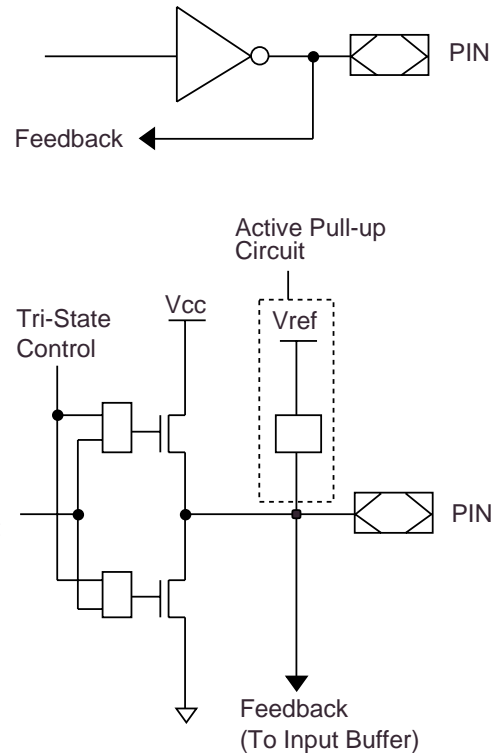 PIN
Feedback
Active Pull-up
Circuit
Vcc
Vref
Tri-State
Control
PIN
Feedback
(To Input Buffer)